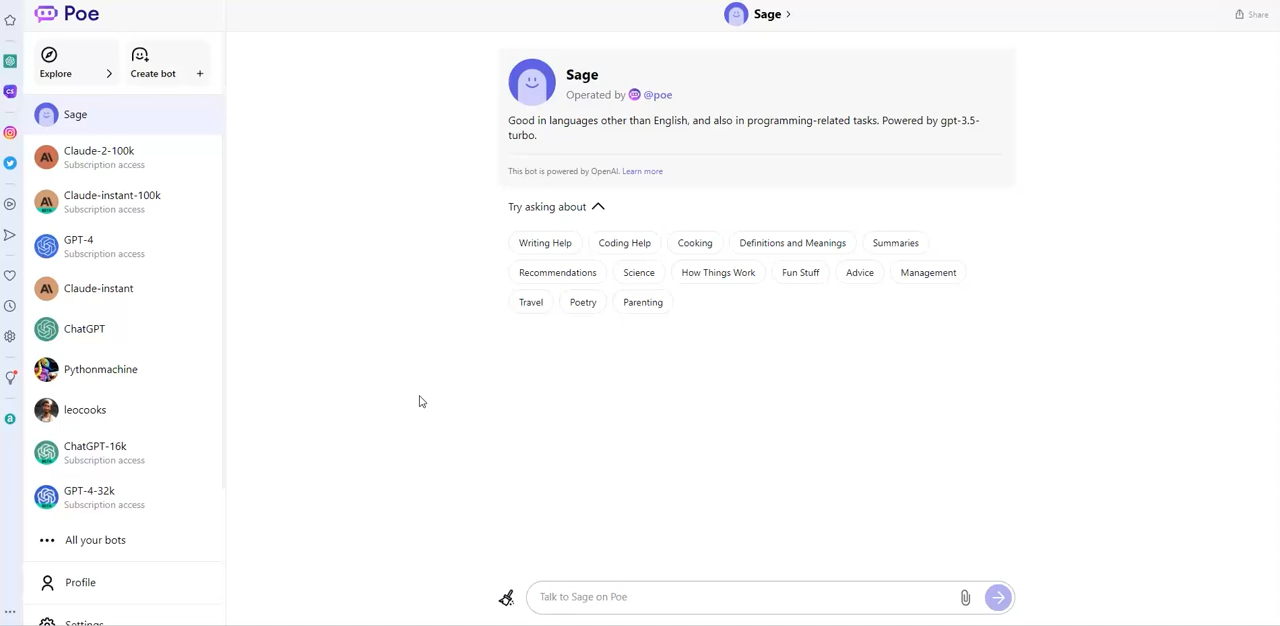 Poe
Sage
Share
Explore
Create bot
Sage
Claude-2-100k
Subscription access
Claude-instant-100k
Subscription access
GPT-4
Subscription access
Claude-instant
ChatGPT
Pythonmachine
leocooks
ChatGPT-16k
Subscription access
GPT-4-32k
Subscription access
All your bots
Profile
Settings
Sage
Operated by @poe
Good in languages other than English, and also in programming-related tasks. Powered by gpt-3.5-
turbo.
This bot is powered by OpenAI. Learn more
Try asking about
Writing Help Coding Help Cooking Definitions and Meanings Summaries
Recommendations Science How Things Work Fun Stuff Advice Management
Travel Poetry Parenting
Talk to Sage on Poe